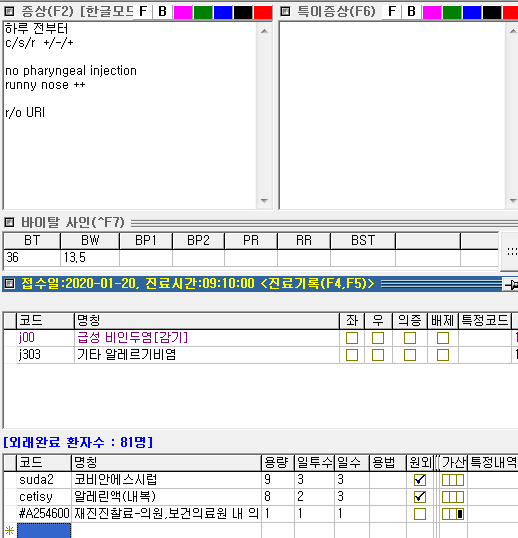 증상(F2) [한글모드 F B
특이증상(F6) F B
하루 전부터
c/s/r +/-/+
no pharyngeal injection
runny nose ++
r/o URI
바이탈 사인(^F7)
BT BW BP1 BP2 PR RR BST
36 13,5
접수일:2020-01-20, 진료시간:09:10:00 <진료기록(F4,F5)>
코드 명칭 좌 우 의증 배제 특정코드
j00 급성 비인두염[감기] 1
j303 기타 알레르기비염 1
[외래완료 환자수 : 81명]
코드 명칭 용량 일투수 일수 용법 원외 가산 특정내역
suda2 코비안에스시럽 9 3 3
cetisy 알레린액(내복) 8 2 3
#A254600 재진진찰료-의원,보건의료원 내 의 1 1 1